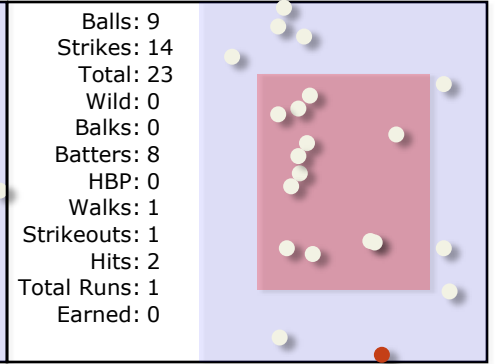 Balls: 9
Strikes: 14
Total: 23
Wild: 0
Balks: 0
Batters: 8
HBP: 0
Walks: 1
Strikeouts: 1
Hits: 2
Total Runs: 1
Earned: 0